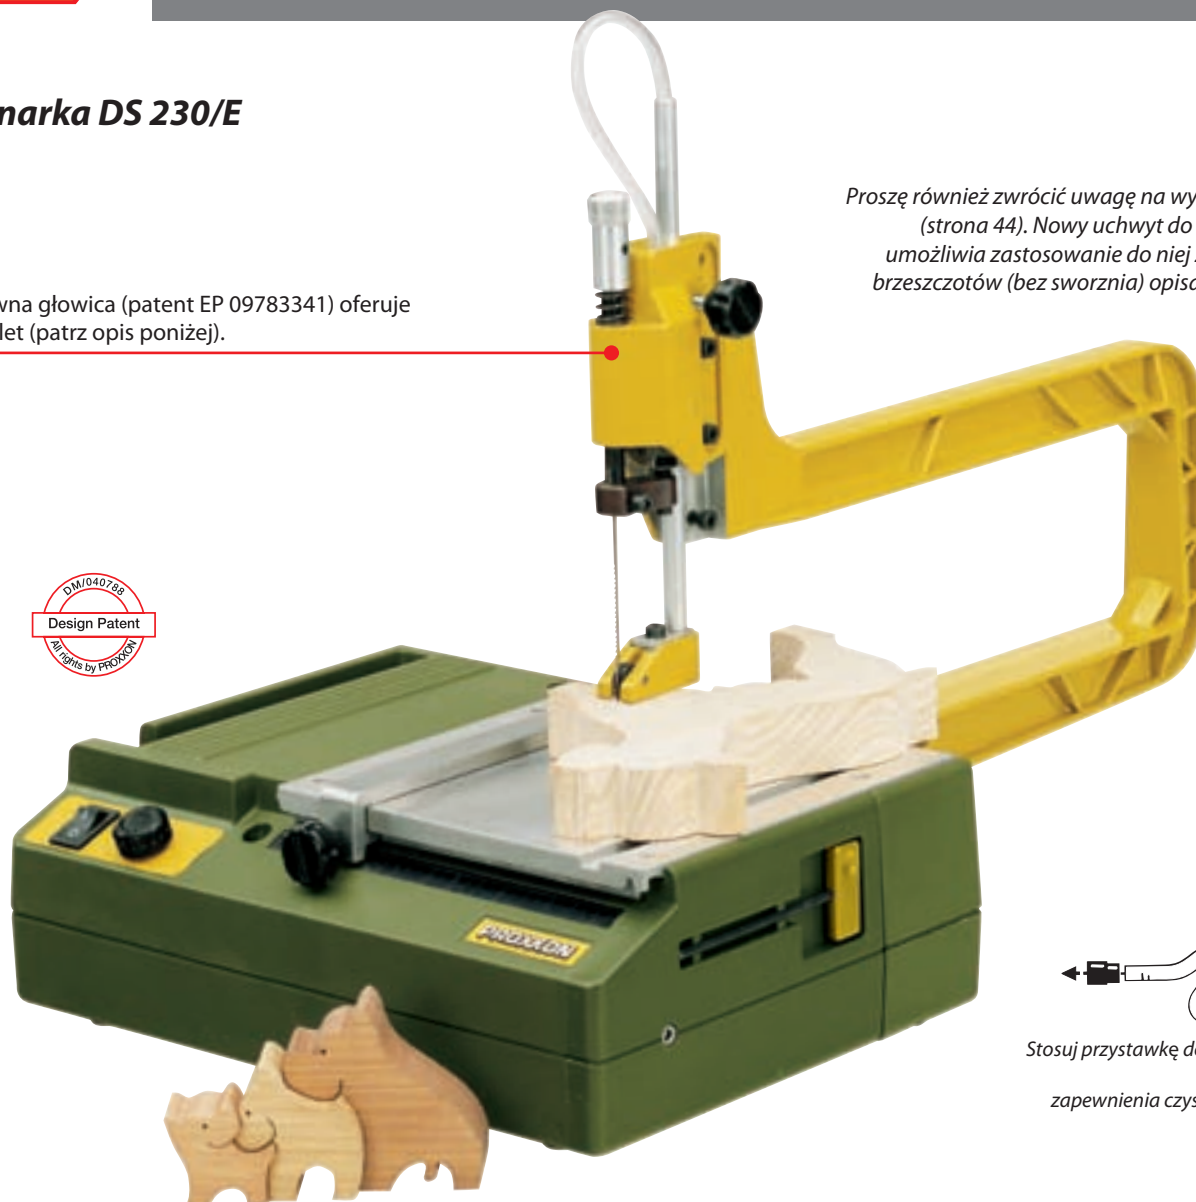 narka DS 230/E
Proszę również zwrócić uwagę na wy
(strona 44). Nowy uchwyt do
umożliwia zastosowanie do niej
brzeszczotów (bez sworznia) opisa
wna głowica (patent EP 09783341) oferuje
let (patrz opis poniżej).
DM/040788
Design Patent
All rights by PROXXON
PROXXON
Stosuj przystawkę do
zapewnienia czys